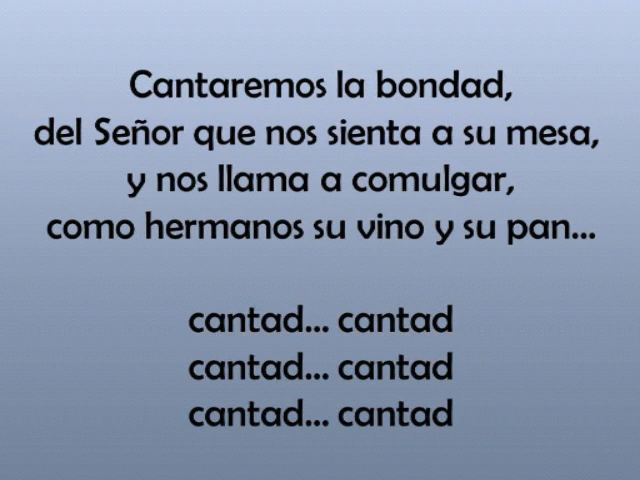 Cantaremos la bondad,
del Señor que nos sienta a su mesa,
y nos llama a comulgar,
como hermanos su vino y su pan...
cantad... cantad
cantad... cantad
cantad... cantad